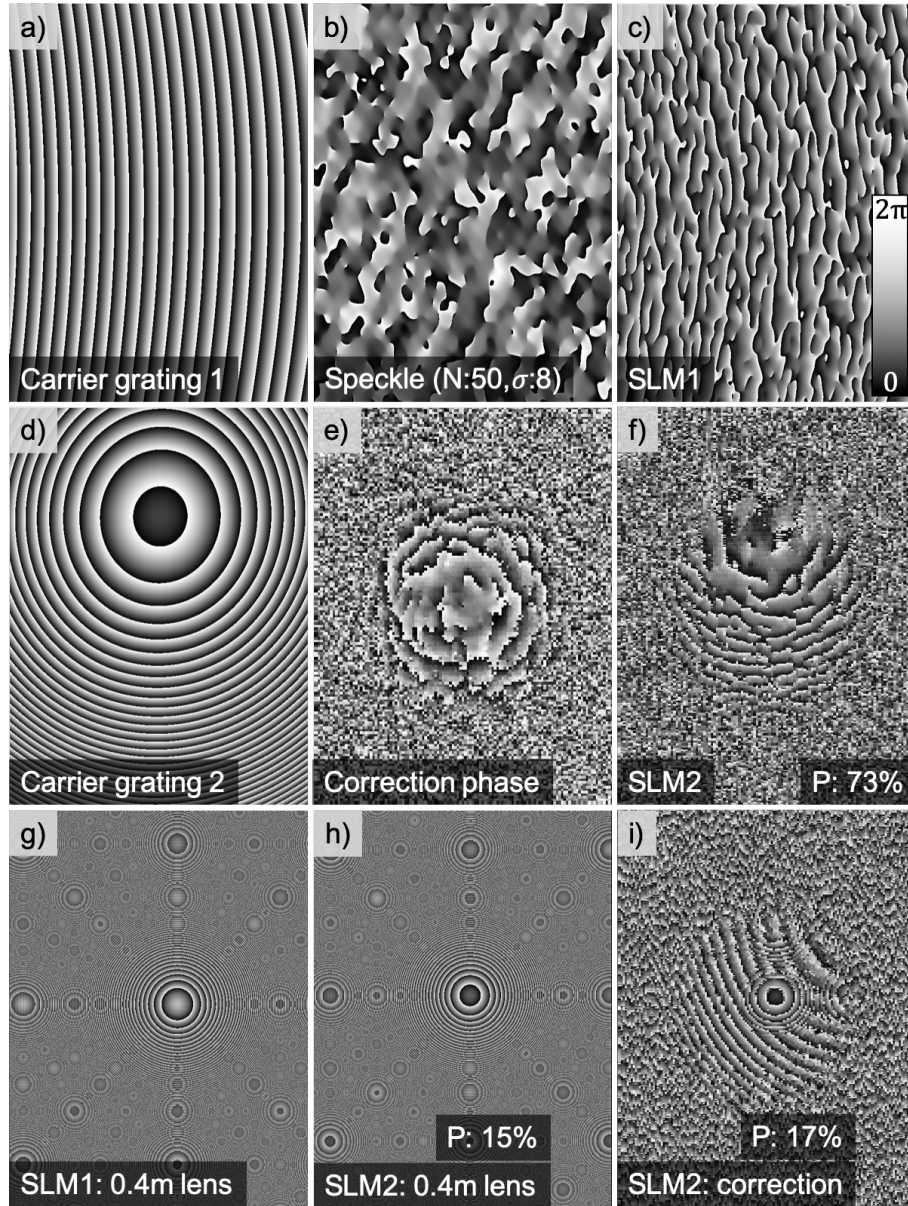 a)
b)
c)
2π
0
Carrier grating 1
Speckle (N:50,σ:8)
SLM1
d)
e)
f)
Carrier grating 2
Correction phase
SLM2
P: 73%
g)
h)
i)
P: 15%
P: 17%
SLM1: 0.4m lens
SLM2: 0.4m lens
SLM2: correction